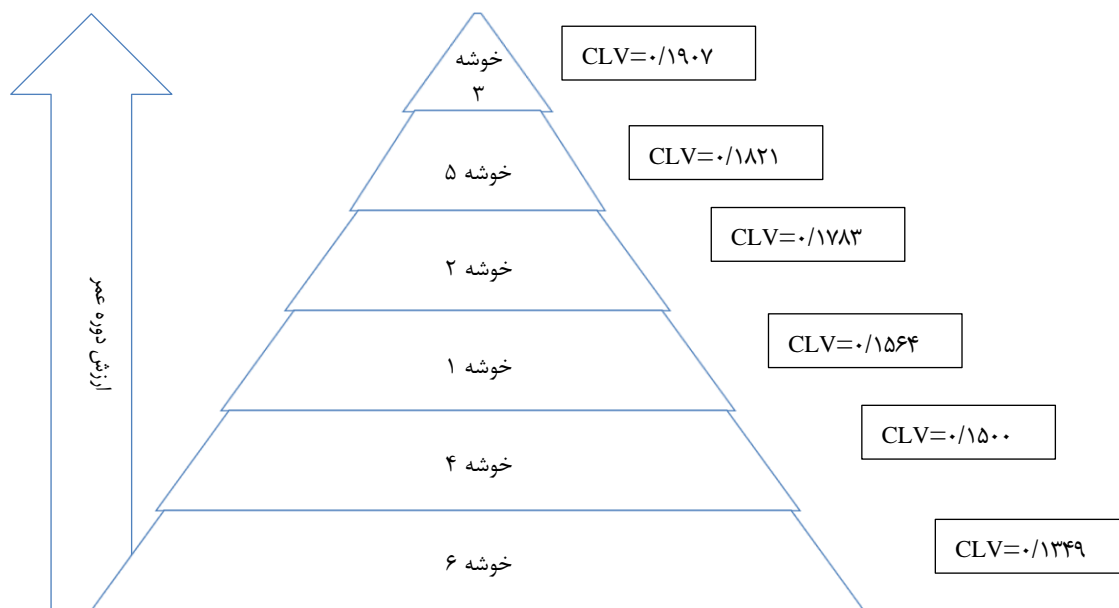 خوشه
۳
CLV=۰/۱۹۰۷
خوشه ۵
CLV=۰/۱۸۲۱
خوشه ۲
CLV=۰/۱۷۸۳
خوشه ۱
CLV=۰/۱۵۶۴
خوشه ۴
CLV=۰/۱۵۰۰
خوشه ۶
CLV=۰/۱۳۴۹
ارزش دوره عمر